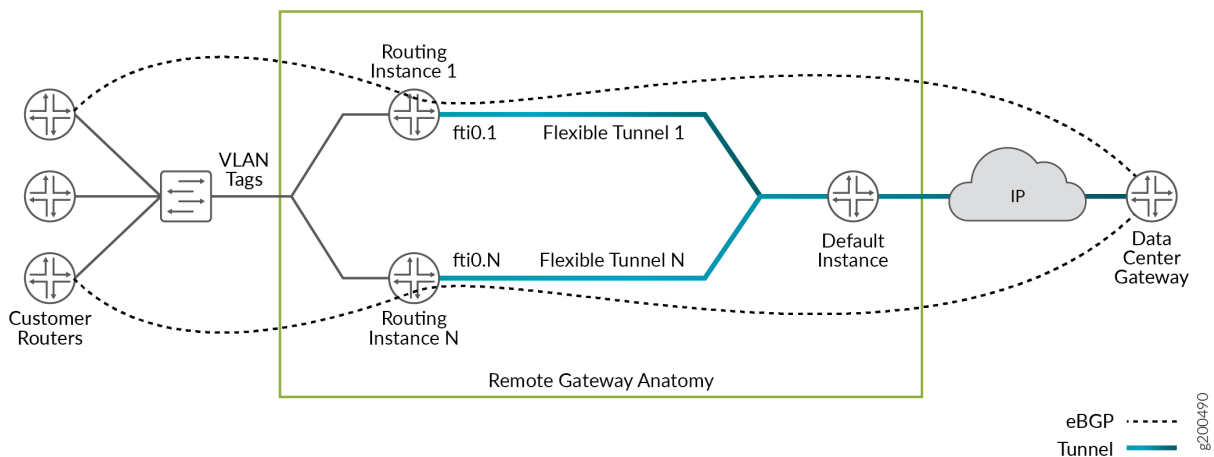 Routing
Instance 1
VLAN
Tags
fti0.1
Flexible Tunnel 1
IP
fti0.N
Flexible Tunnel N
Default
Instance
Data
Center
Gateway
Customer
Routers
Routing
Instance N
Remote Gateway Anatomy
eBGP
Tunnel
g200490